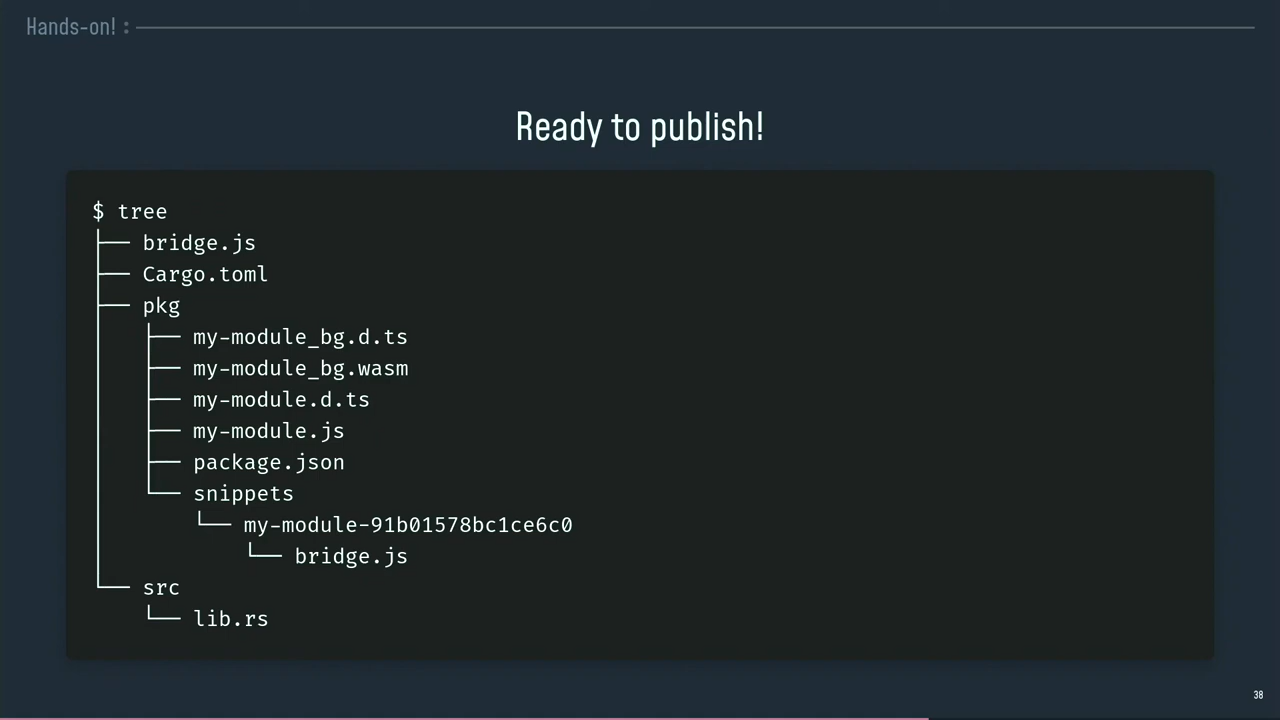 Hands-on! :
Ready to publish!
$ tree
├── bridge.js
├── Cargo.toml
├── pkg
│   ├── my-module_bg.d.ts
│   ├── my-module_bg.wasm
│   ├── my-module.d.ts
│   ├── my-module.js
│   ├── package.json
│   └── snippets
│       └── my-module-91b01578bc1ce6c0
│           └── bridge.js
└── src
    └── lib.rs
38